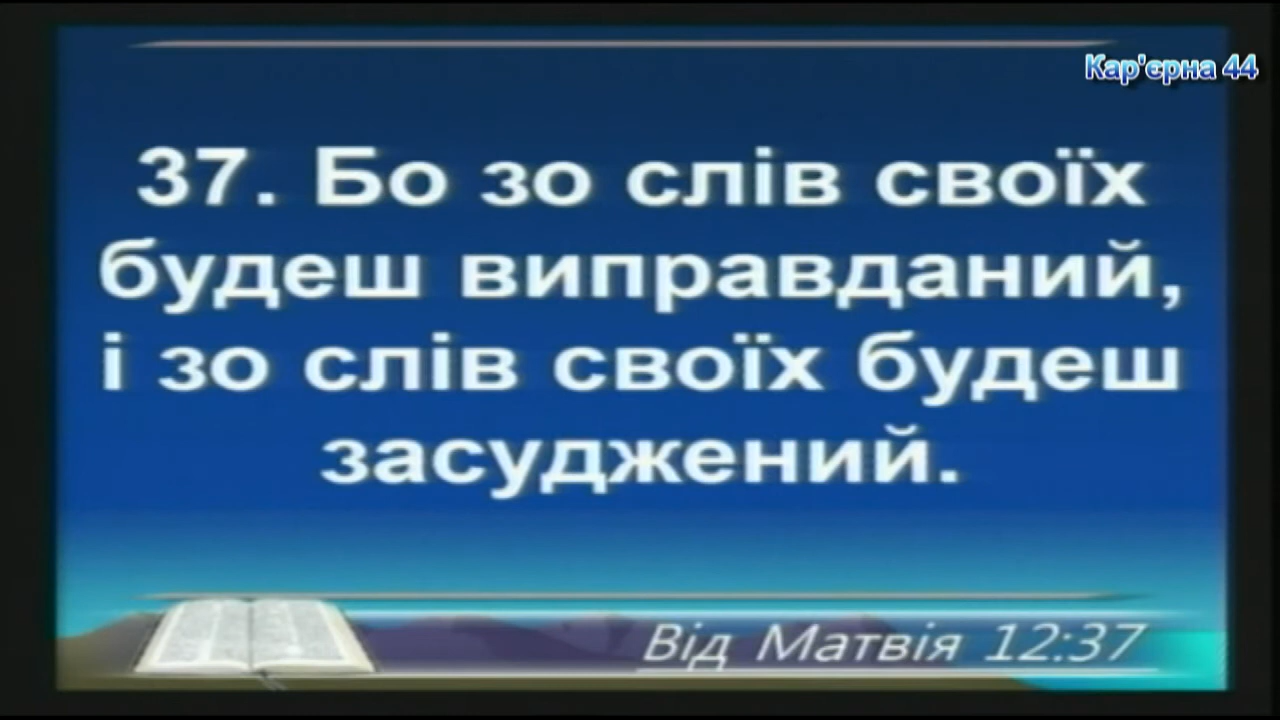 Кар'єрна 44
37. Бо зо слів своїх
будеш виправданий,
і зо слів своїх будеш
засуджений.
Від Матвія 12:37